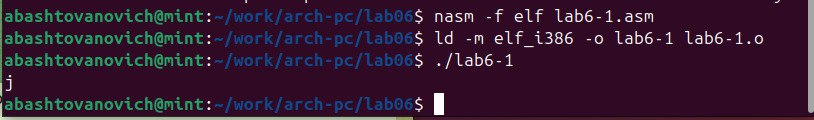 abashtovanovich@mint:~/work/arch-pc/lab06$ nasm -f elf lab6-1.asm
abashtovanovich@mint:~/work/arch-pc/lab06$ ld -m elf_i386 -o lab6-1 lab6-1.o
abashtovanovich@mint:~/work/arch-pc/lab06$ ./lab6-1
j
abashtovanovich@mint:~/work/arch-pc/lab06$